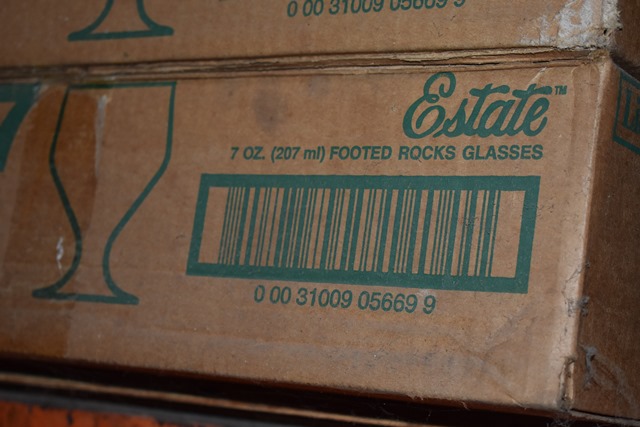 0 00 31009 05669 9
Estate™
7 OZ. (207 ml) FOOTED ROCKS GLASSES
0 00 31009 05669 9